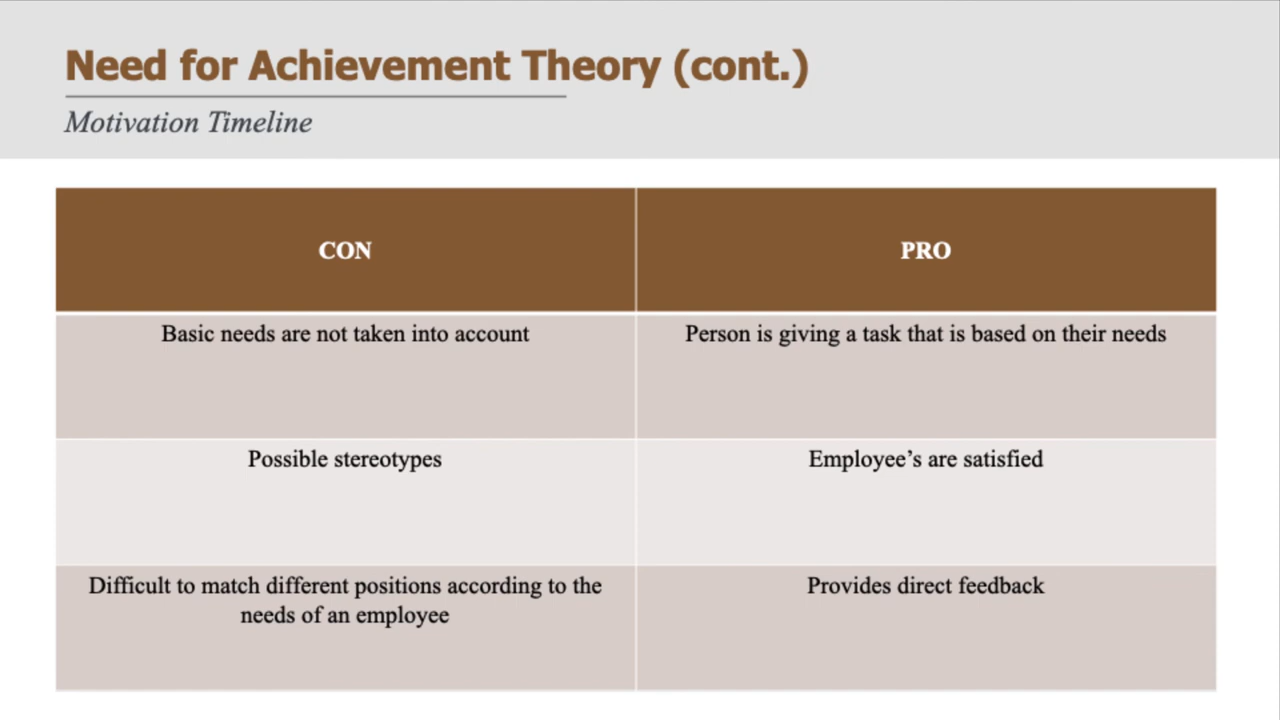 Need for Achievement Theory (cont.)
Motivation Timeline
CON
PRO
Basic needs are not taken into account
Person is giving a task that is based on their needs
Possible stereotypes
Employee’s are satisfied
Difficult to match different positions according to the
needs of an employee
Provides direct feedback